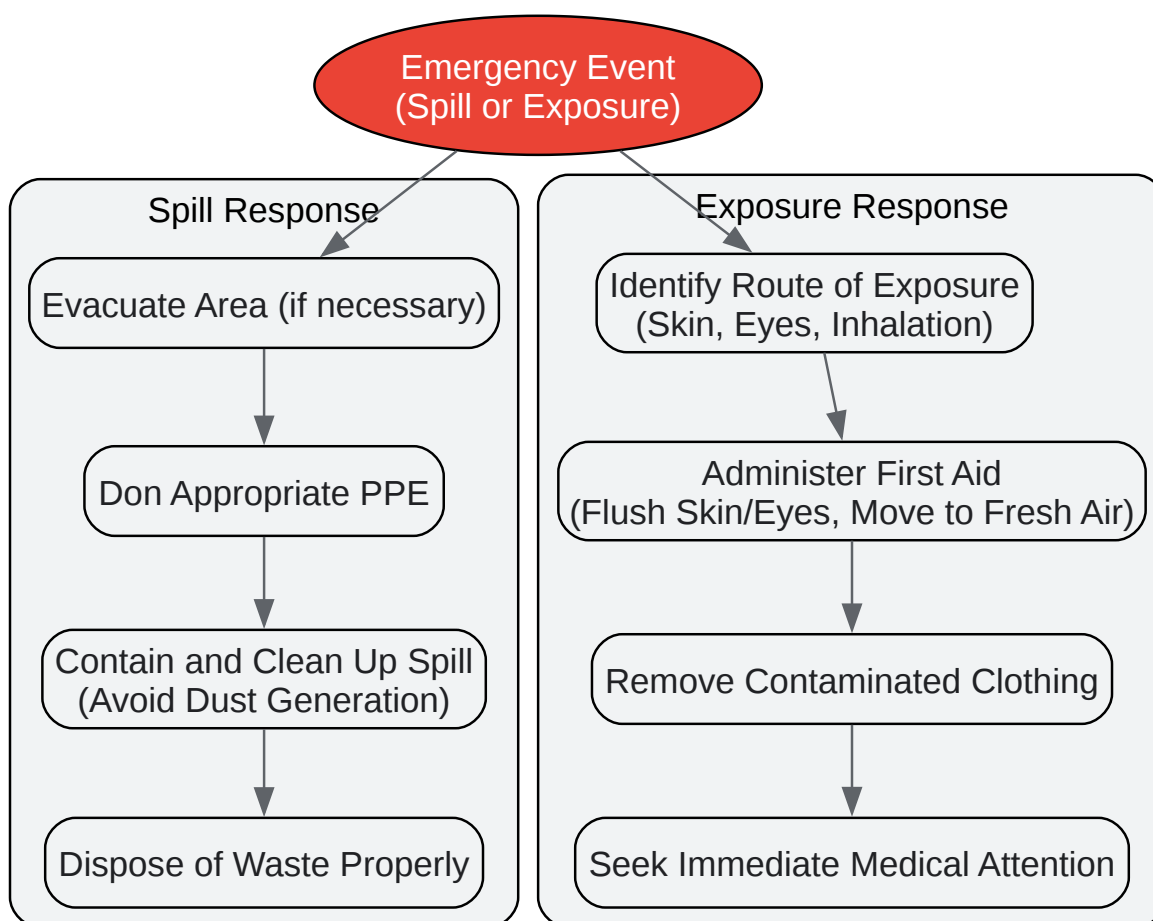 Emergency Event
(Spill or Exposure)
Spill Response
Evacuate Area (if necessary)
Don Appropriate PPE
Contain and Clean Up Spill
(Avoid Dust Generation)
Dispose of Waste Properly
Exposure Response
Identify Route of Exposure
(Skin, Eyes, Inhalation)
Administer First Aid
(Flush Skin/Eyes, Move to Fresh Air)
Remove Contaminated Clothing
Seek Immediate Medical Attention